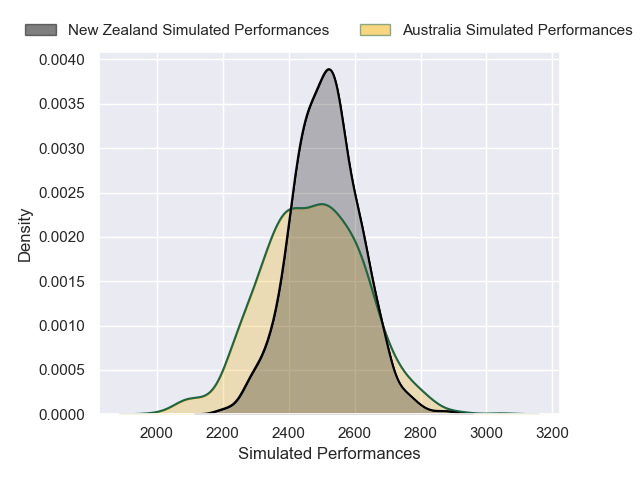 New Zealand Simulated Performances Australia Simulated Performances
0.0040
0.0035
0.0030
0.0025
0.0020
0.0015
0.0010
0.0005
0.0000
Density
2000 2200 2400 2600 2800 3000 3200
Simulated Performances